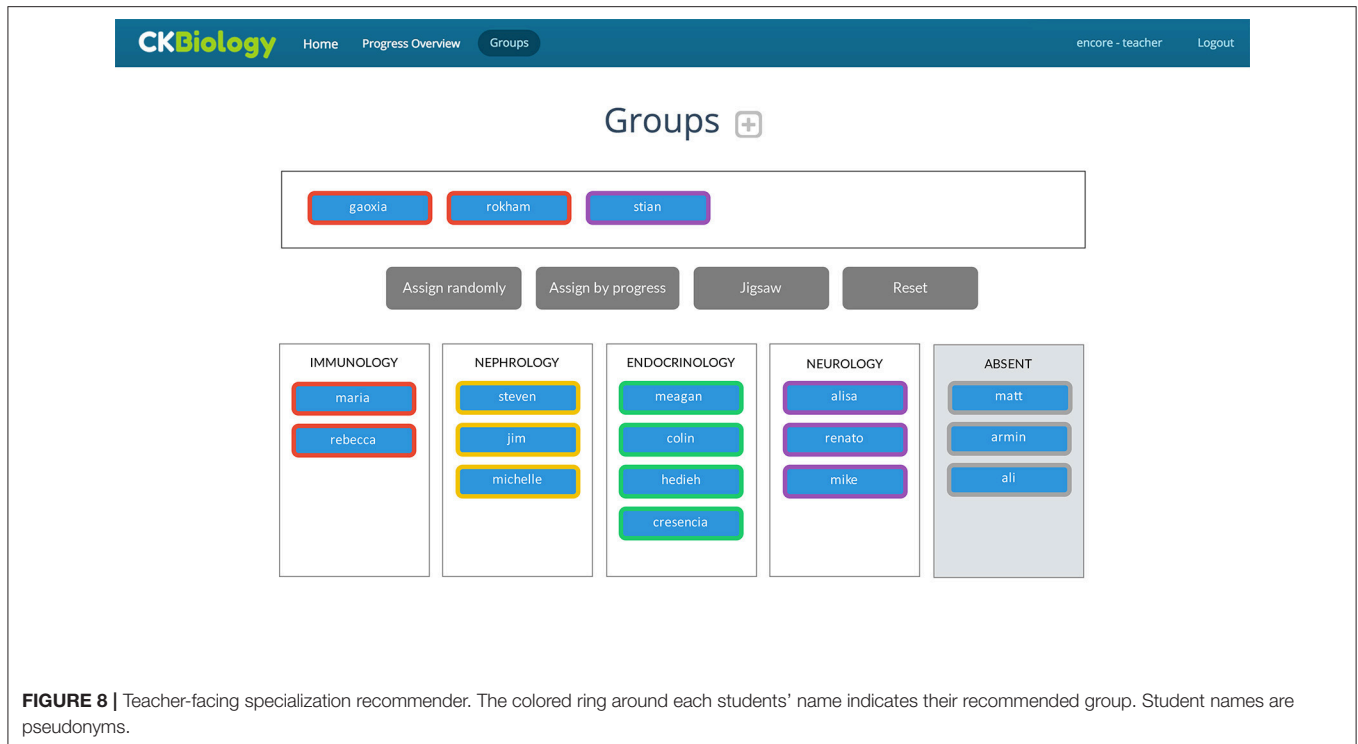 CKBiology Home Progress Overview Groups encore - teacher Logout
Groups
gaoxia rokham stian
Assign randomly Assign by progress Jigsaw Reset
IMMUNOLOGY NEPHROLOGY ENDOCRINOLOGY NEUROLOGY ABSENT
maria steven meagan alisa matt
rebecca jim colin renato armin
michelle hedieh mike ali
cresencia
FIGURE 8 | Teacher-facing specialization recommender. The colored ring around each students' name indicates their recommended group. Student names are
pseudonyms.